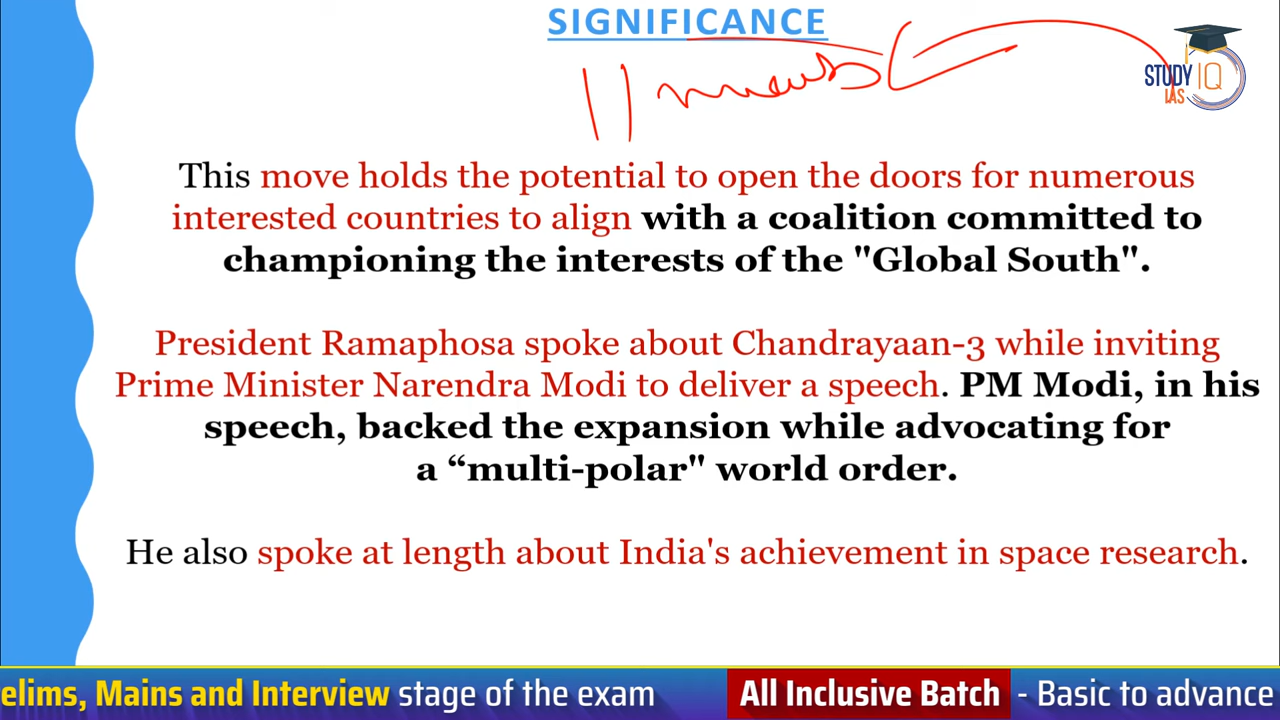 SIGNIFICANCE
11
STUDY IQ
IAS
This move holds the potential to open the doors for numerous
interested countries to align with a coalition committed to
championing the interests of the "Global South".
President Ramaphosa spoke about Chandrayaan-3 while inviting
Prime Minister Narendra Modi to deliver a speech. PM Modi, in his
speech, backed the expansion while advocating for
a “multi-polar" world order.
He also spoke at length about India's achievement in space research.
elims, Mains and Interview stage of the exam All Inclusive Batch - Basic to advance